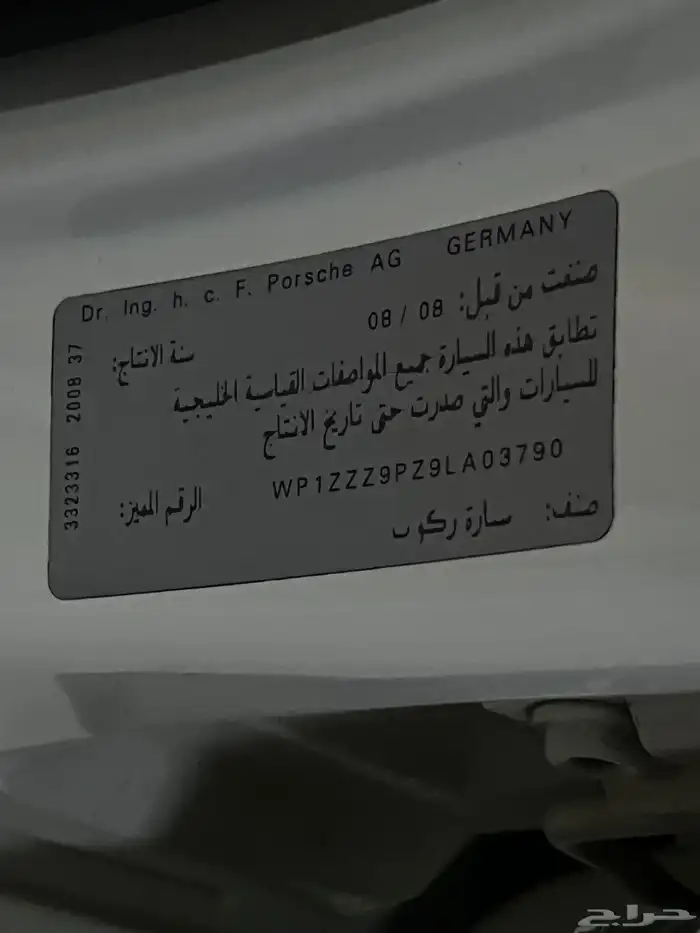 Dr. Ing. h. c. F. Porsche AG GERMANY
صنفت من قبل:
سنة الانتاج: 08 / 08
تطابق هذه السيارة جميع المواصفات القياسية الخليجية
للسيارات والتي صدرت حتى تاريخ الانتاج
الرقم المميز: WP1ZZZ9PZ9LA03790
صنف: سيارة ركوب
3323316 2008 37
حراج